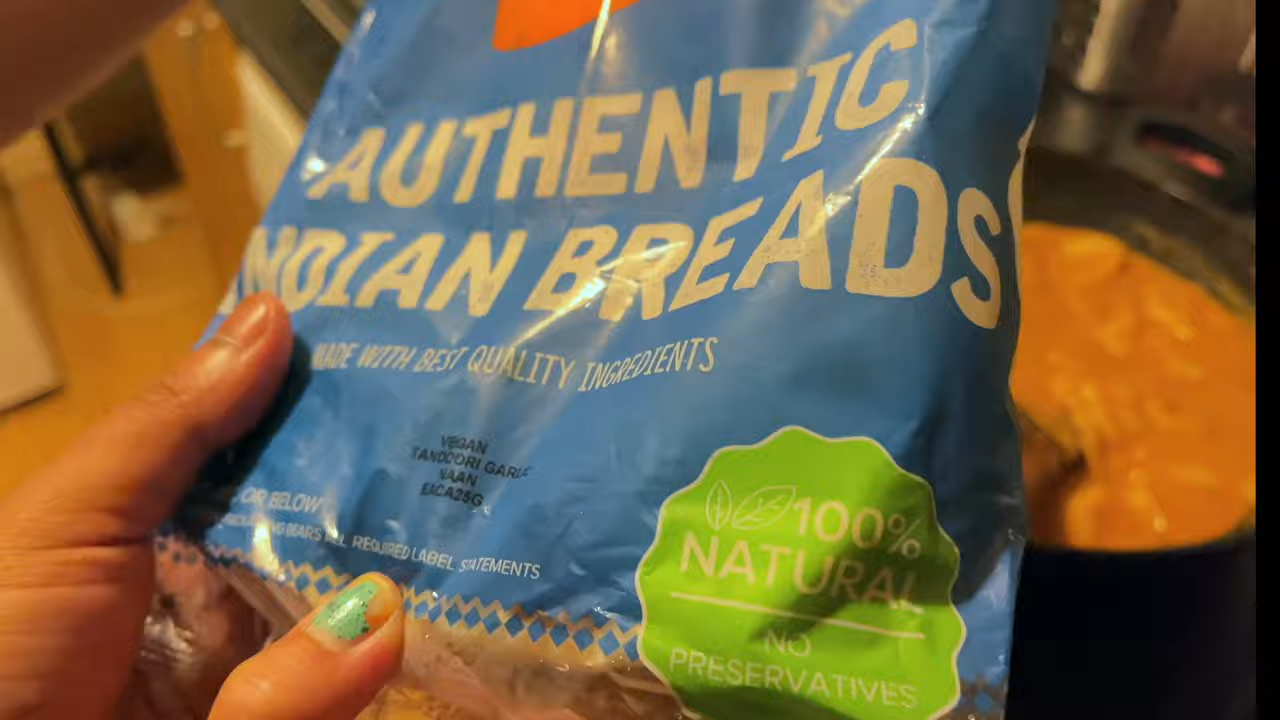 AUTHENTIC
INDIAN BREADS
MADE WITH BEST QUALITY INGREDIENTS
VEGAN
TANDOORI GARLIC
NAAN
OR BELOW
REQUIRED LABEL STATEMENTS
100%
NATURAL
NO
PRESERVATIVES